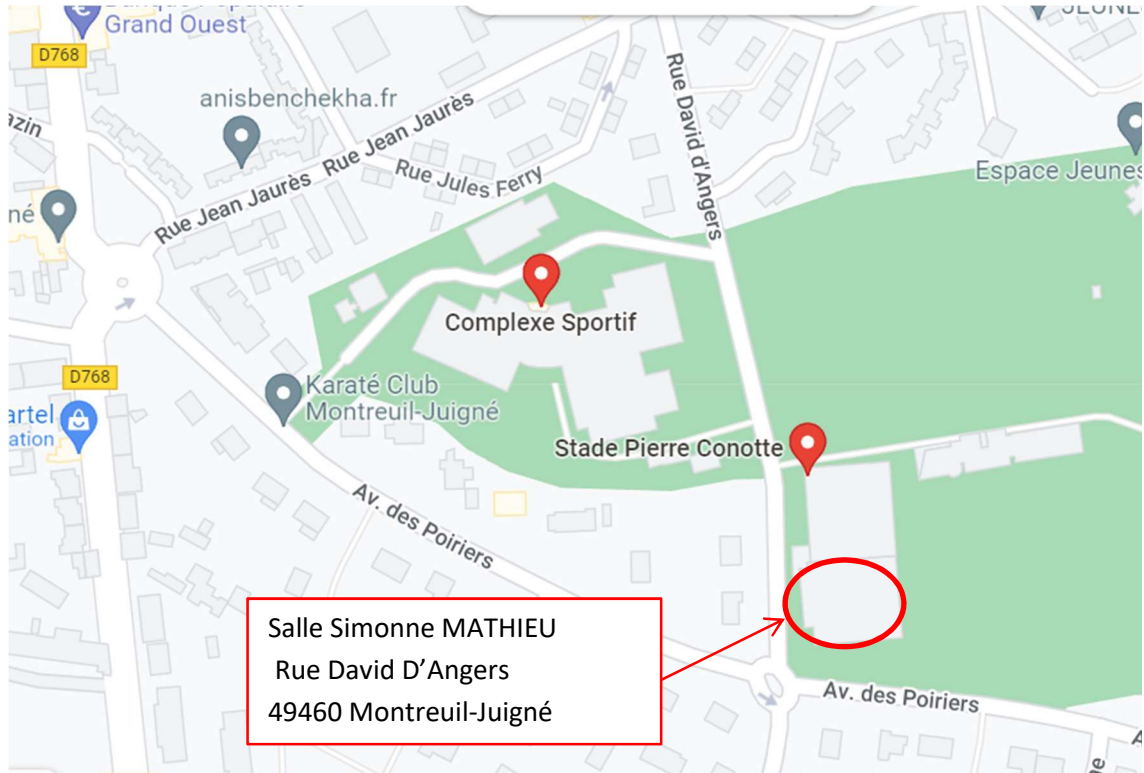 Grand Ouest
D768
anisbenchekha.fr
Rue Jean Jaurès
Rue Jean Jaurès
Rue Jules Ferry
Rue David d'Angers
Espace Jeunes
Complexe Sportif
D768
Karaté Club
Montreuil-Juigné
Stade Pierre Conotte
Av. des Poiriers
Salle Simonne MATHIEU
Rue David D'Angers
49460 Montreuil-Juigné
Av. des Poiriers